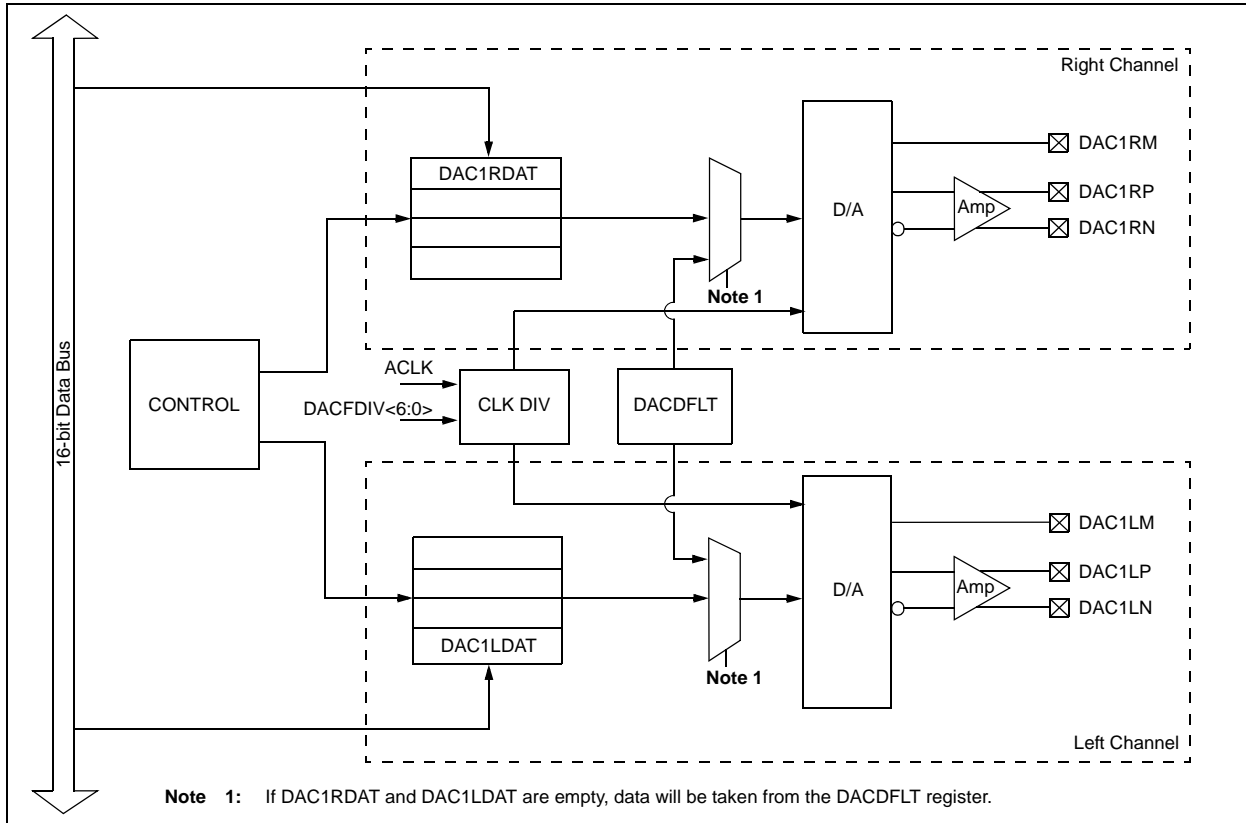 Right Channel
DAC1RDAT
D/A
DAC1RM
DAC1RP
Amp
DAC1RN
Note 1
16-bit Data Bus
CONTROL
ACLK
DACFDIV<6:0>
CLK DIV
DACDFLT
DAC1LDAT
Note 1
D/A
DAC1LM
DAC1LP
Amp
DAC1LN
Left Channel
Note 1: If DAC1RDAT and DAC1LDAT are empty, data will be taken from the DACDFLT register.